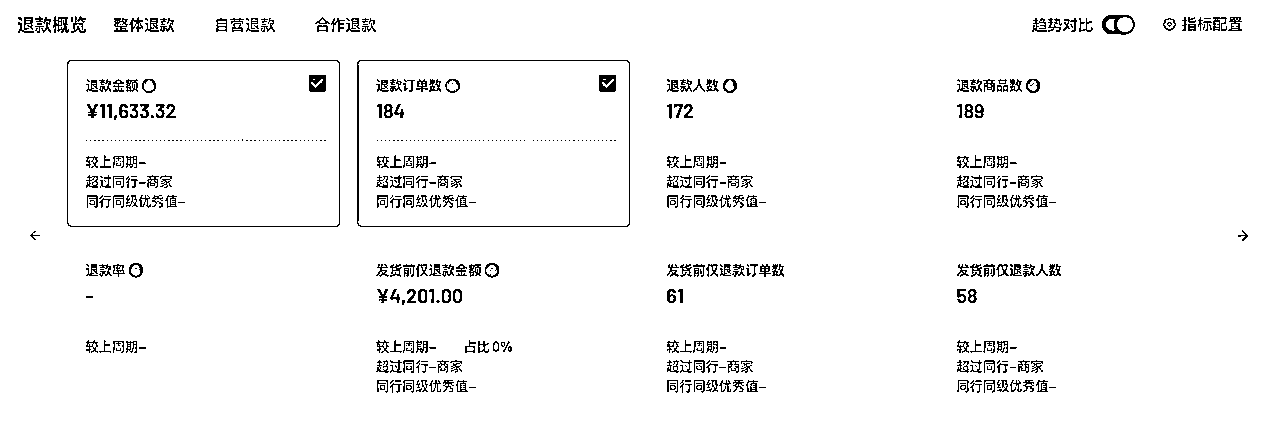 退款概览 整体退款 自营退款 合作退款 趋势对比 指标配置
退款金额 退款订单数 退款人数 退款商品数
¥11,633.32 184 172 189
较上周期- 较上周期- 较上周期- 较上周期-
超过同行-商家 超过同行-商家 超过同行-商家 超过同行-商家
同行同级优秀值- 同行同级优秀值- 同行同级优秀值- 同行同级优秀值-
退款率 发货前仅退款金额 发货前仅退款订单数 发货前仅退款人数
- ¥4,201.00 61 58
较上周期- 较上周期- 占比 0% 较上周期- 较上周期-
超过同行-商家 超过同行-商家 超过同行-商家
同行同级优秀值- 同行同级优秀值- 同行同级优秀值-